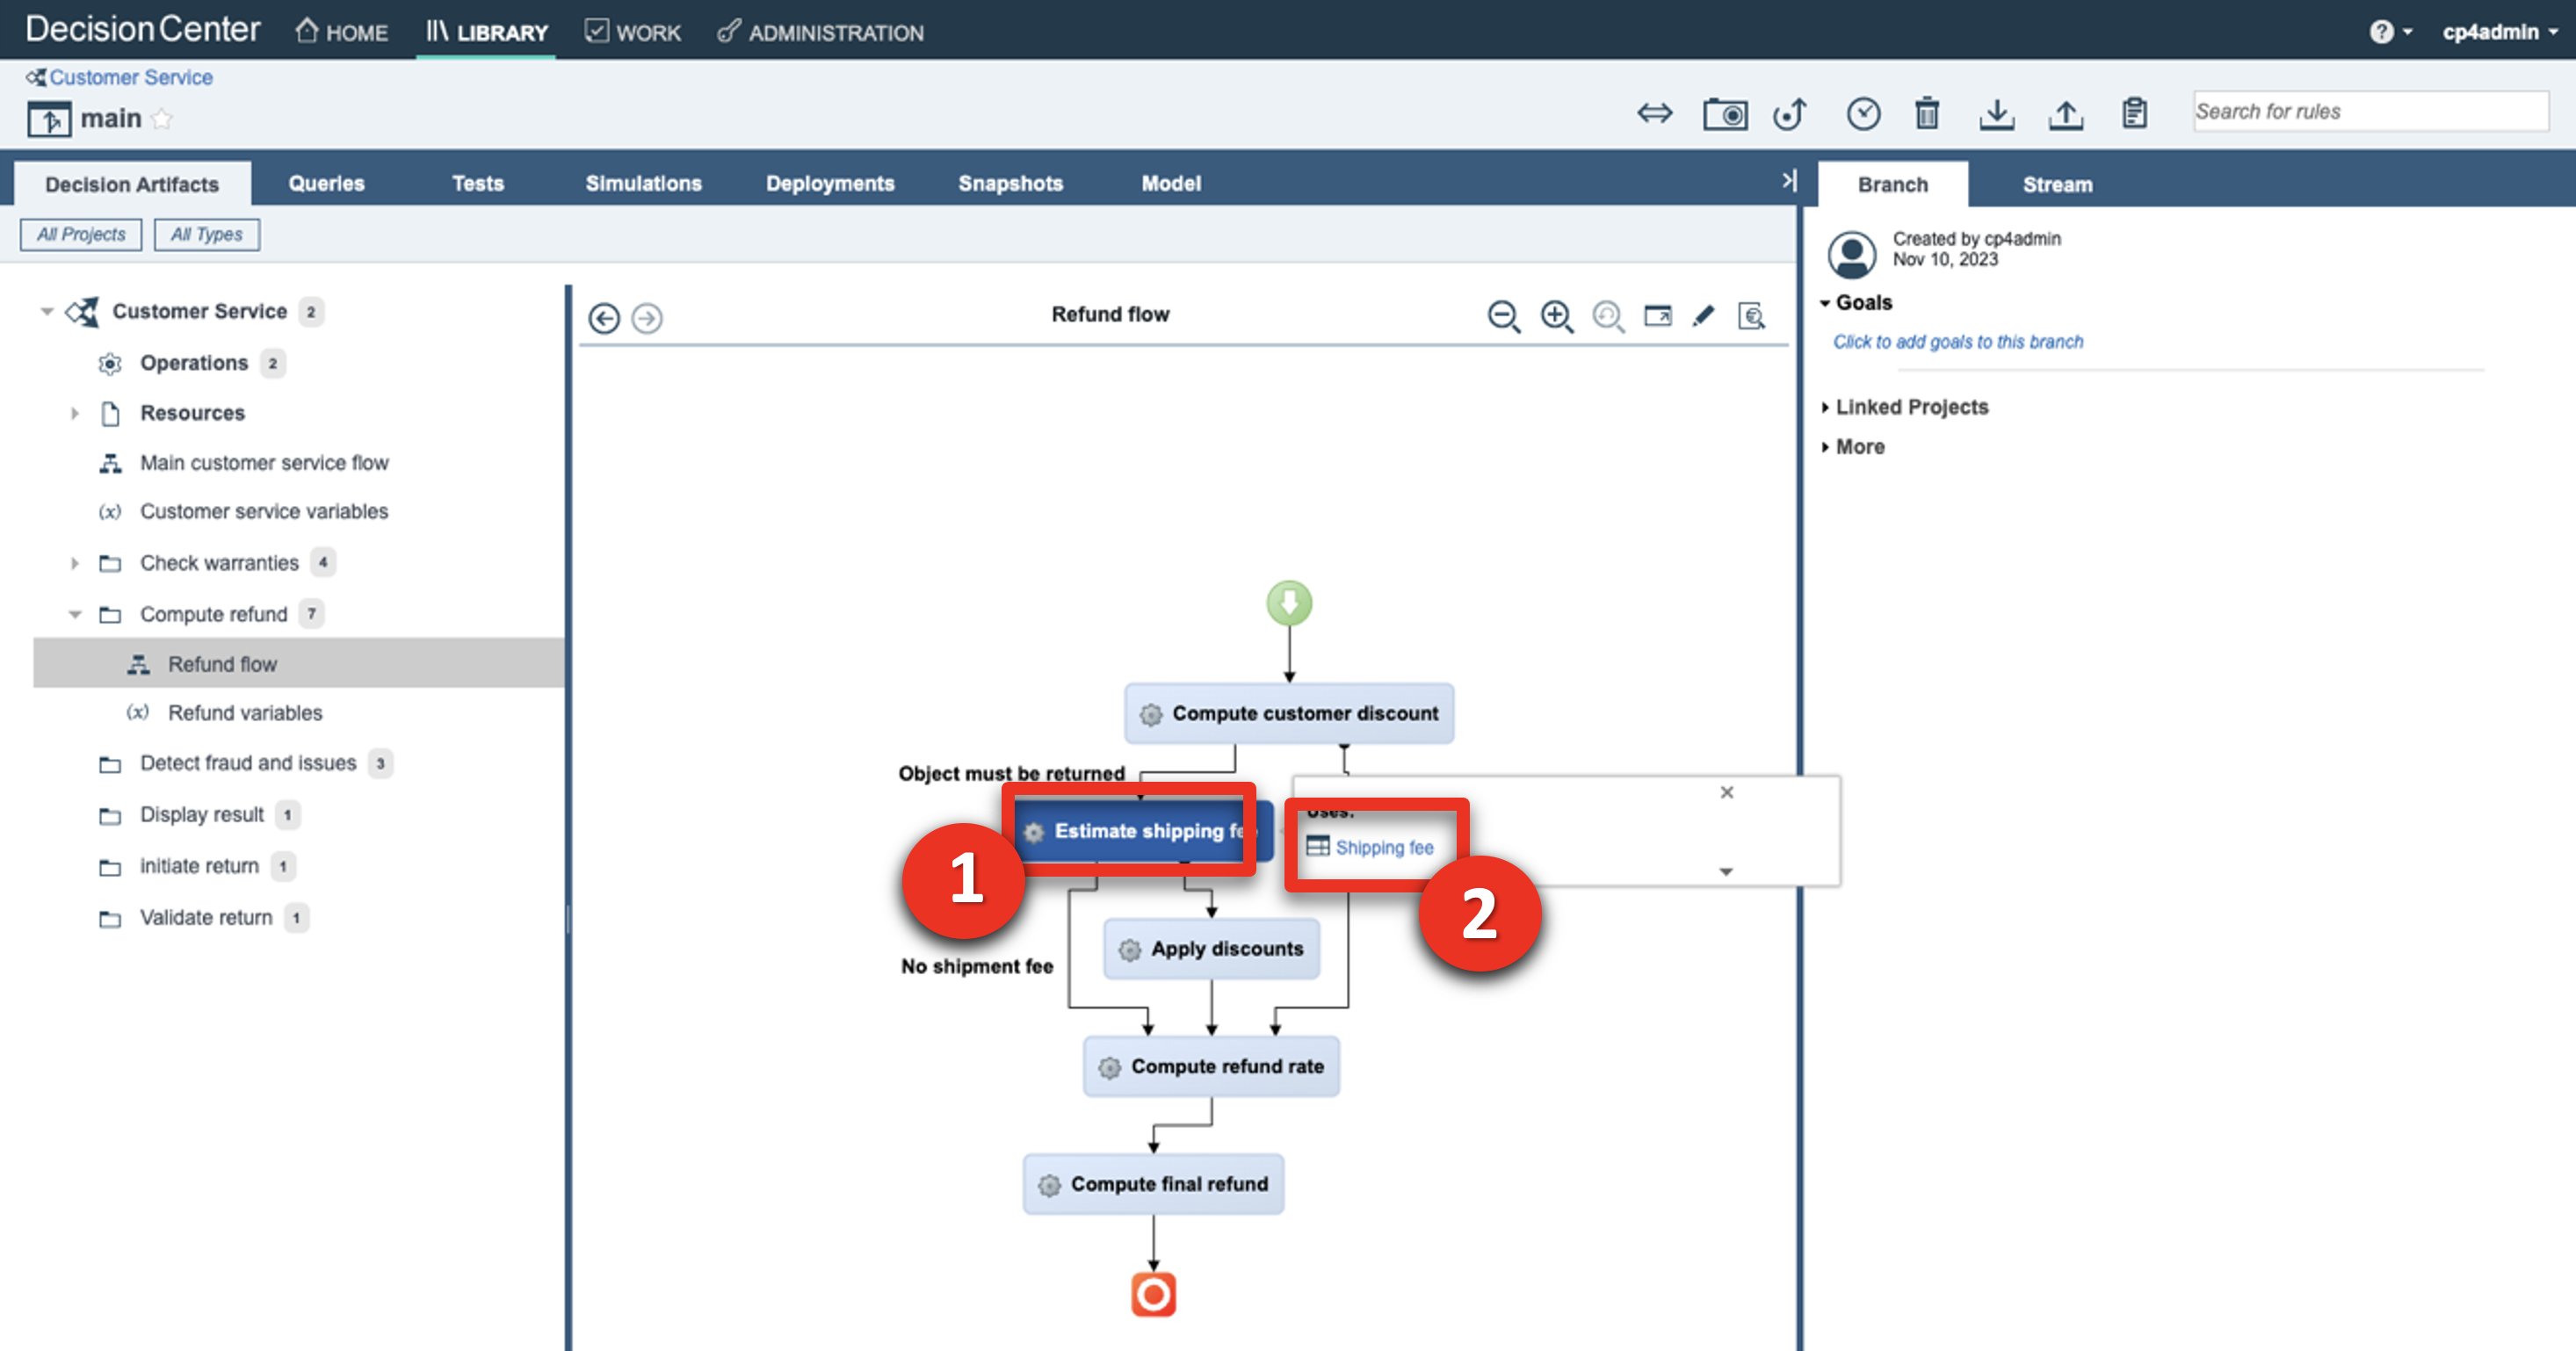 Decision Center HOME LIBRARY WORK ADMINISTRATION ? cp4admin
Customer Service
main
Search for rules
Decision Artifacts Queries Tests Simulations Deployments Snapshots Model
Branch Stream
All Projects All Types
Customer Service 2
Operations 2
Resources
Main customer service flow
(x) Customer service variables
Check warranties 4
Compute refund 7
Refund flow
(x) Refund variables
Detect fraud and issues 3
Display result 1
initiate return 1
Validate return 1
Refund flow
Compute customer discount
Object must be returned
Estimate shipping fe
1
Uses:
Shipping fee
2
Apply discounts
No shipment fee
Compute refund rate
Compute final refund
Created by cp4admin
Nov 10, 2023
Goals
Click to add goals to this branch
Linked Projects
More